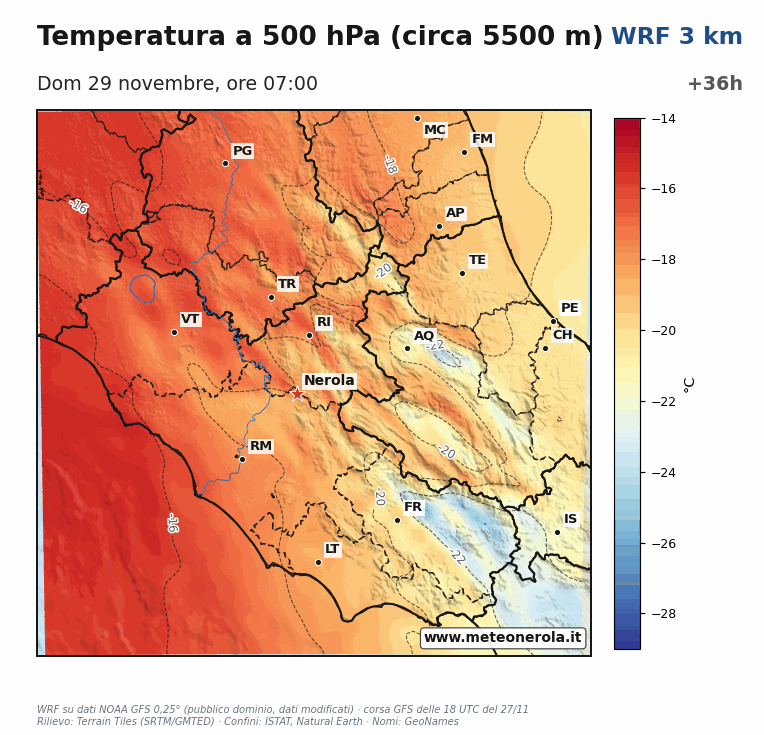 Temperatura a 500 hPa (circa 5500 m) WRF 3 km
Dom 29 novembre, ore 07:00 +36h
MC
FM
PG
-18
-16
AP
TE
-20
TR
PE
VT
RI
CH
AQ
-22
Nerola
-20
RM
-20
FR
-16
IS
LT
-22
www.meteonerola.it
−14
−16
−18
−20
−22
−24
−26
−28
°C
WRF su dati NOAA GFS 0,25° (pubblico dominio, dati modificati) · corsa GFS delle 18 UTC del 27/11
Rilievo: Terrain Tiles (SRTM/GMTED) · Confini: ISTAT, Natural Earth · Nomi: GeoNames